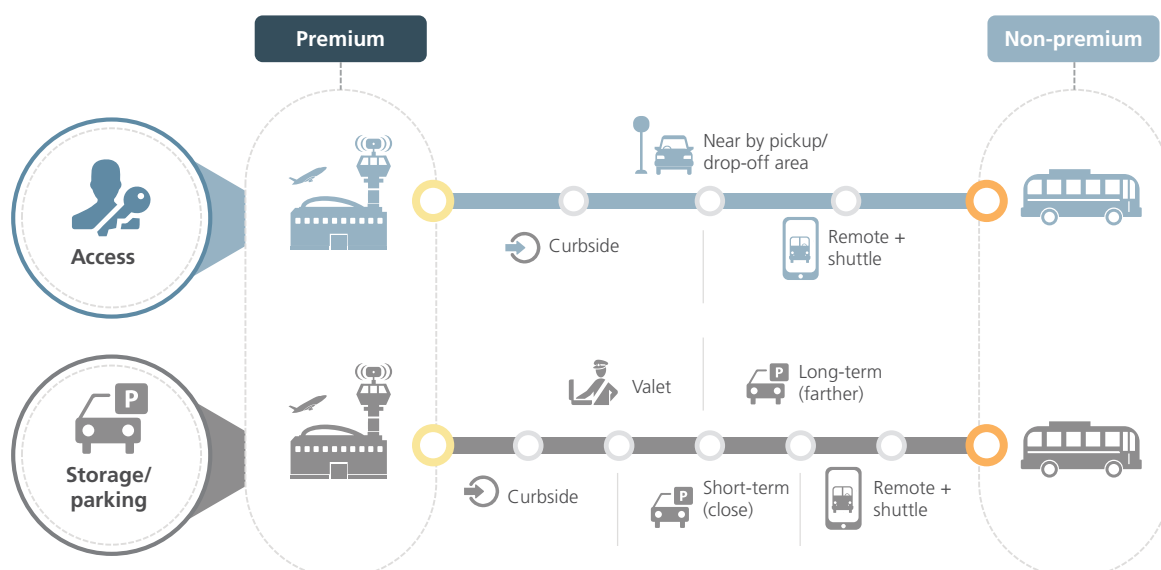 Premium
Non-premium
Near by pickup/
drop-off area
Access
Curbside
Remote +
shuttle
Valet
P
Long-term
(farther)
P
Storage/
parking
Curbside
P
Short-term
(close)
Remote +
shuttle